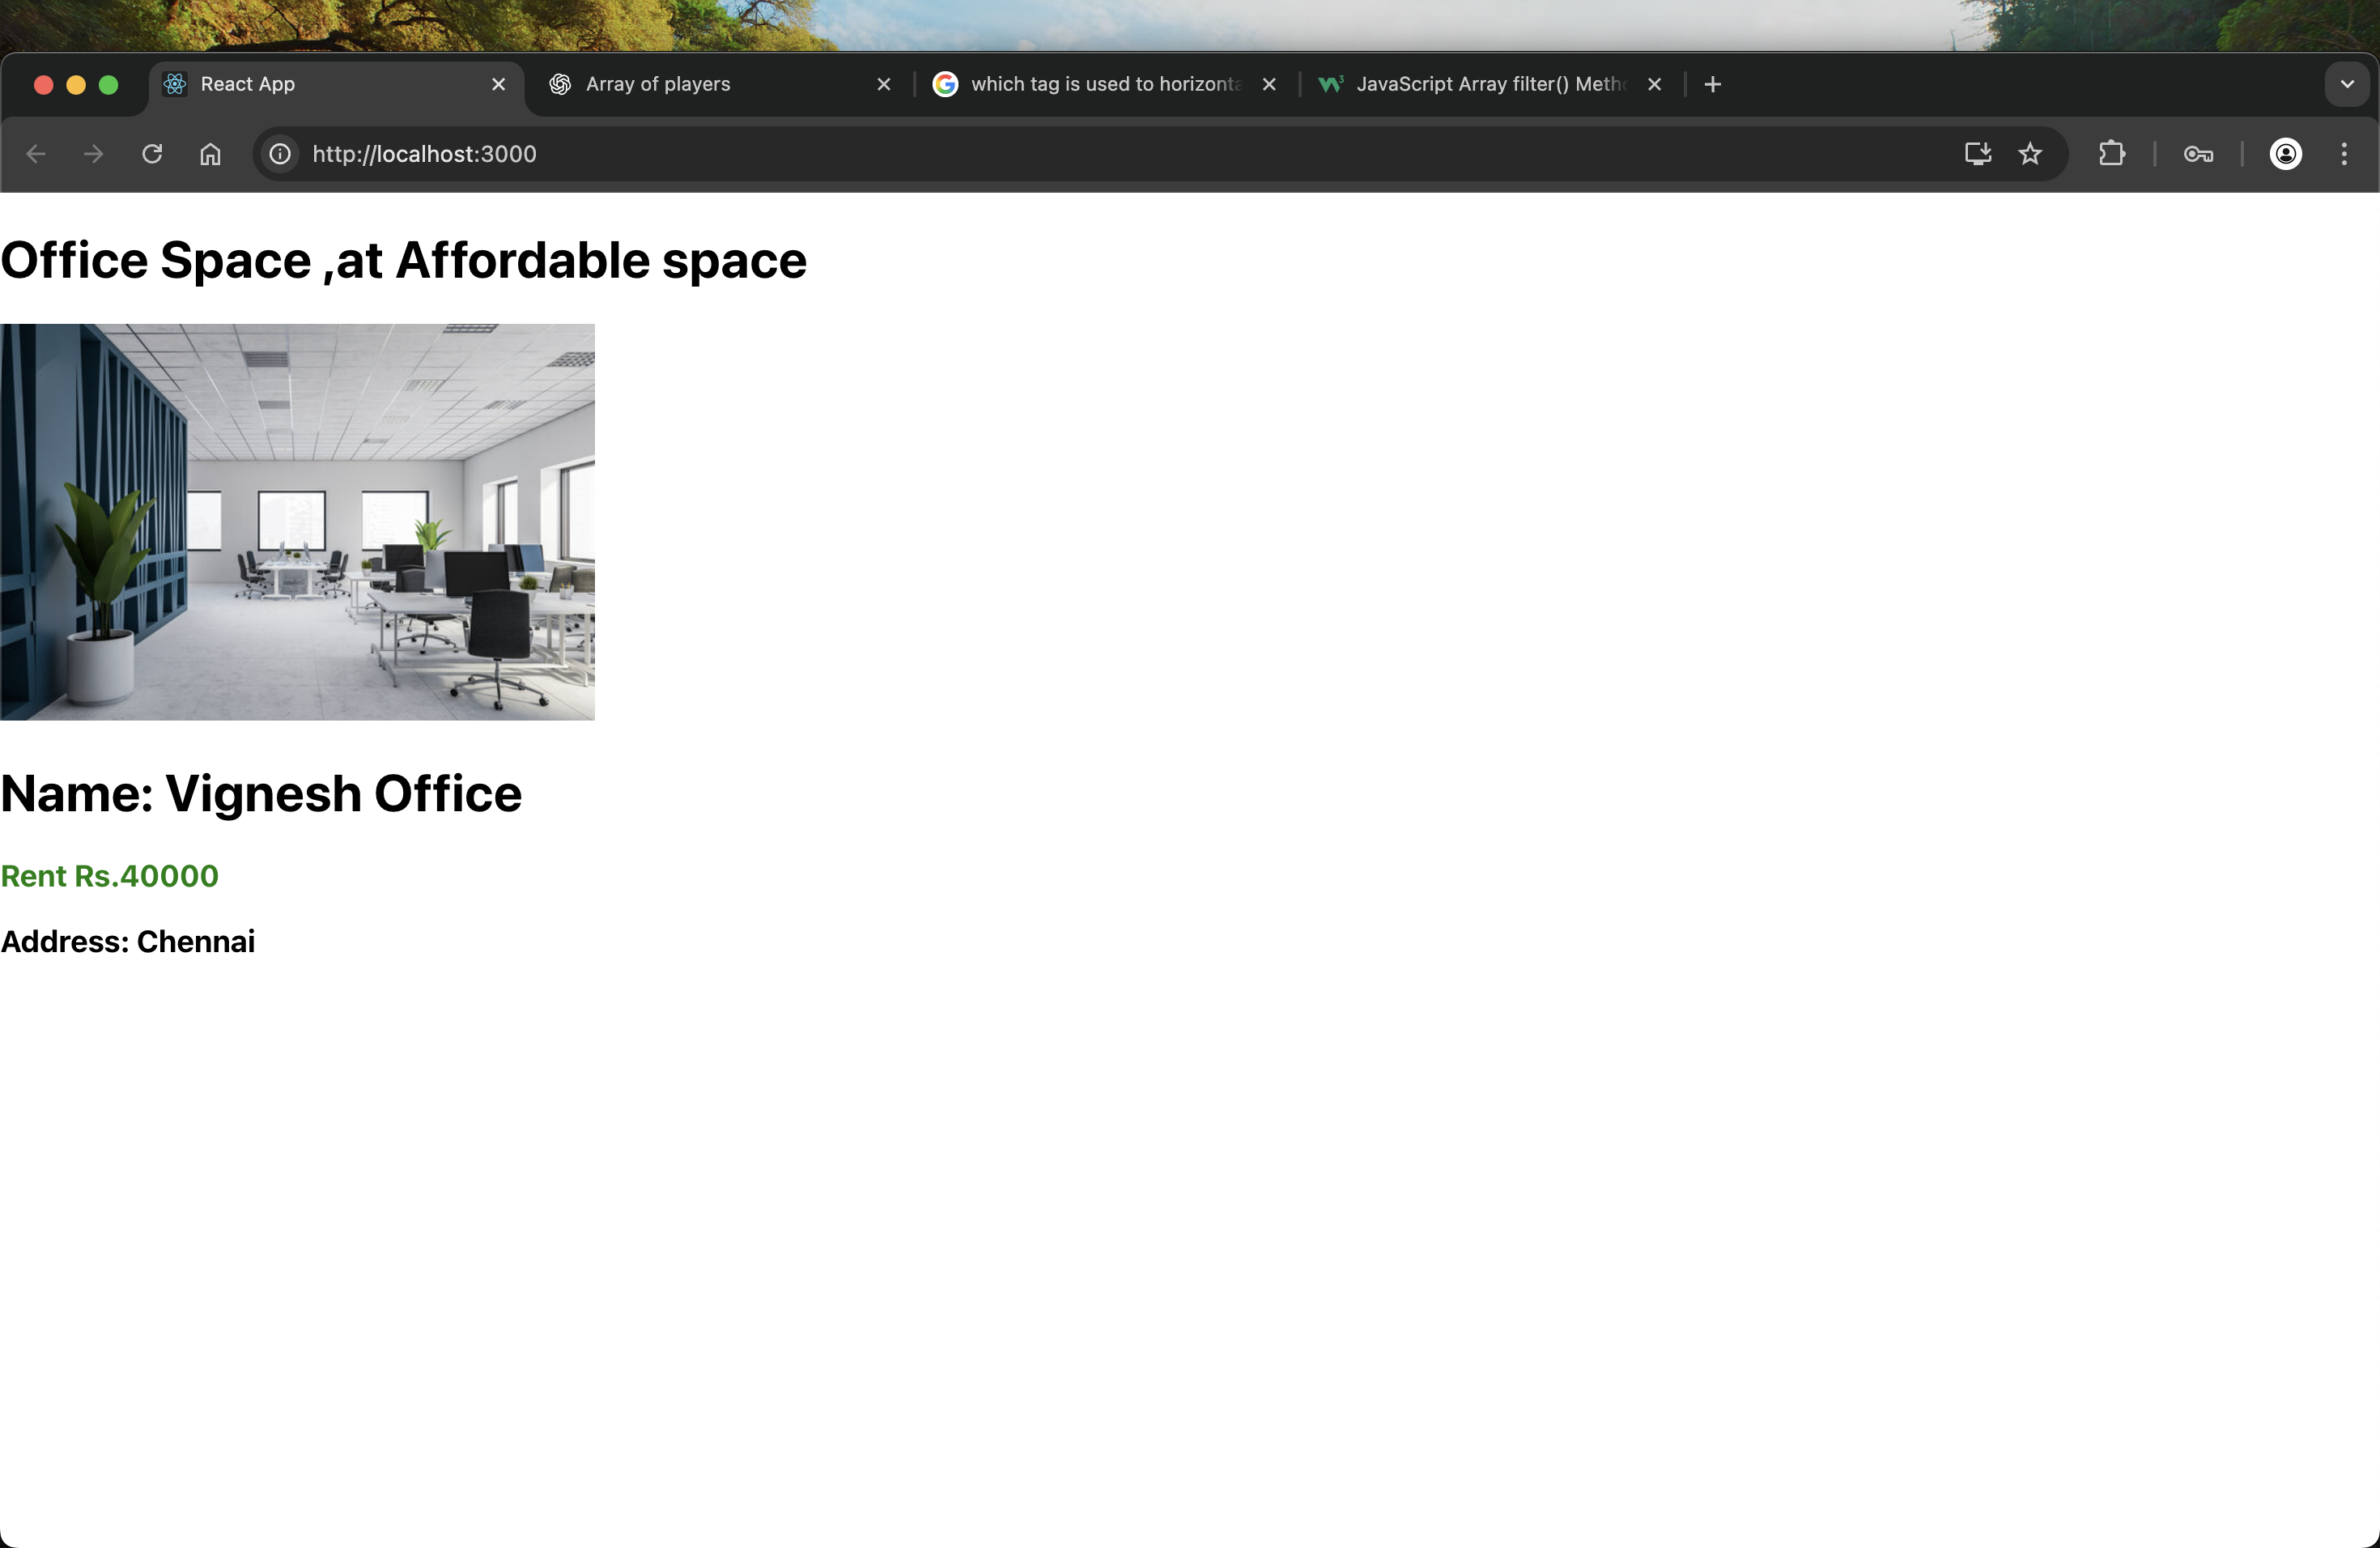 React App
Array of players
which tag is used to horizonta
JavaScript Array filter() Meth
http://localhost:3000
Office Space ,at Affordable space
Name: Vignesh Office
Rent Rs.40000
Address: Chennai